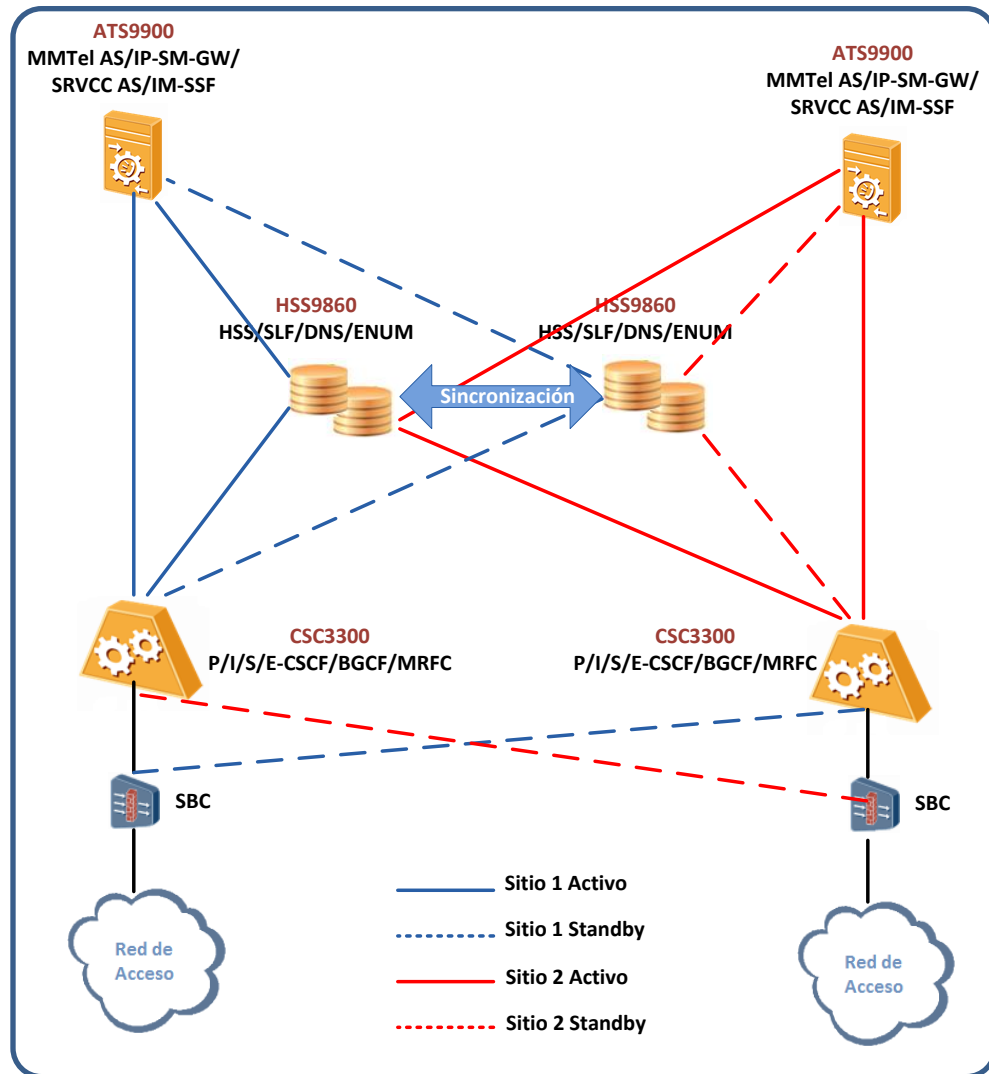 ATS9900
MMTel AS/IP-SM-GW/
SRVCC AS/IM-SSF
ATS9900
MMTel AS/IP-SM-GW/
SRVCC AS/IM-SSF
HSS9860
HSS/SLF/DNS/ENUM
HSS9860
HSS/SLF/DNS/ENUM
Sincronización
CSC3300
P/I/S/E-CSCF/BGCF/MRFC
CSC3300
P/I/S/E-CSCF/BGCF/MRFC
SBC
SBC
Red de
Acceso
Sitio 1 Activo
Sitio 1 Standby
Sitio 2 Activo
Sitio 2 Standby
Red de
Acceso